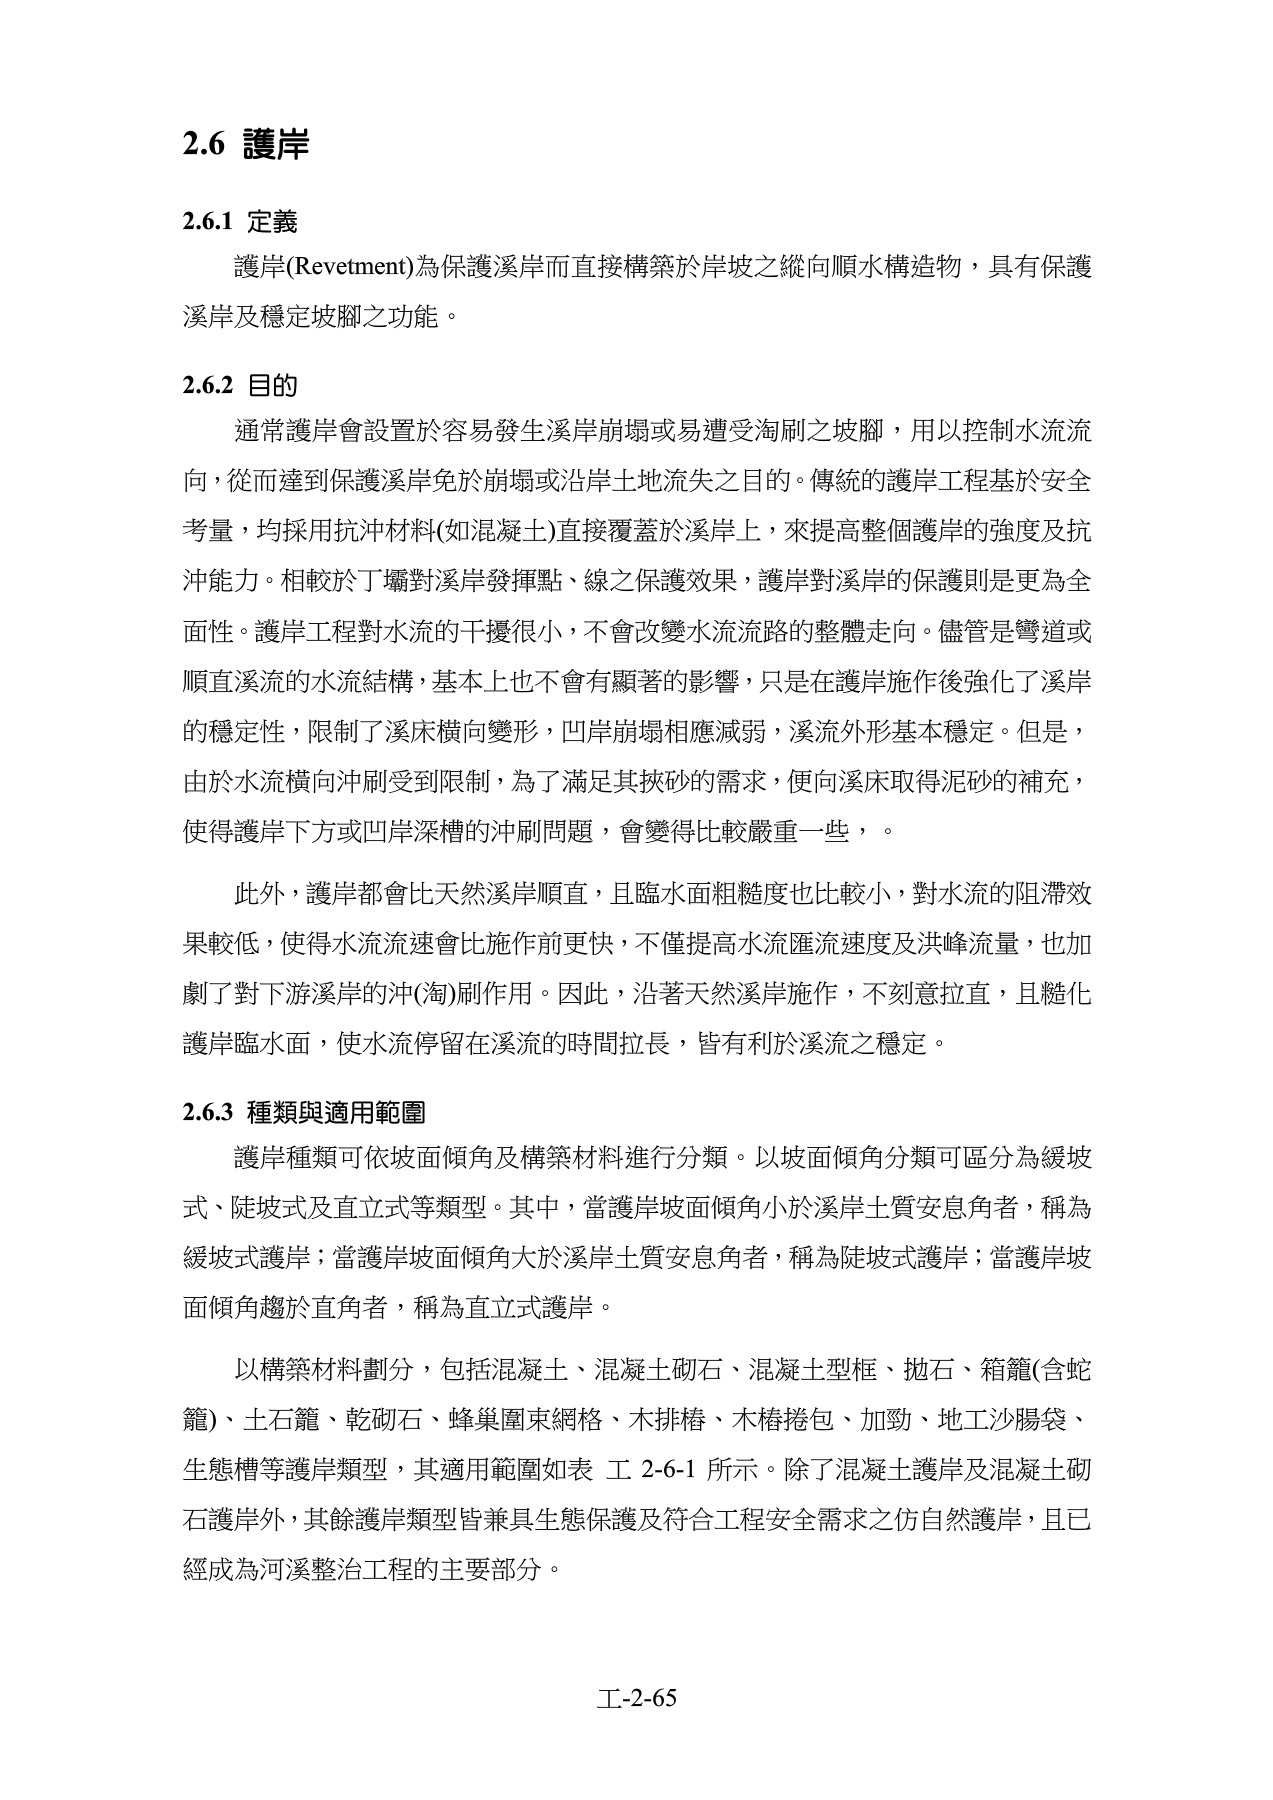 2.6 護岸
2.6.1 定義
護岸(Revetment)為保護溪岸而直接構築於岸坡之縱向順水構造物，具有保護
溪岸及穩定坡腳之功能。
2.6.2 目的
通常護岸會設置於容易發生溪岸崩塌或易遭受淘刷之坡腳，用以控制水流流
向，從而達到保護溪岸免於崩塌或沿岸土地流失之目的。傳統的護岸工程基於安全
考量，均採用抗沖材料(如混凝土)直接覆蓋於溪岸上，來提高整個護岸的強度及抗
沖能力。相較於丁壩對溪岸發揮點、線之保護效果，護岸對溪岸的保護則是更為全
面性。護岸工程對水流的干擾很小，不會改變水流流路的整體走向。儘管是彎道或
順直溪流的水流結構，基本上也不會有顯著的影響，只是在護岸施作後強化了溪岸
的穩定性，限制了溪床橫向變形，凹岸崩塌相應減弱，溪流外形基本穩定。但是，
由於水流橫向沖刷受到限制，為了滿足其挾砂的需求，便向溪床取得泥砂的補充，
使得護岸下方或凹岸深槽的沖刷問題，會變得比較嚴重一些，。
此外，護岸都會比天然溪岸順直，且臨水面粗糙度也比較小，對水流的阻滯效
果較低，使得水流流速會比施作前更快，不僅提高水流匯流速度及洪峰流量，也加
劇了對下游溪岸的沖(淘)刷作用。因此，沿著天然溪岸施作，不刻意拉直，且糙化
護岸臨水面，使水流停留在溪流的時間拉長，皆有利於溪流之穩定。
2.6.3 種類與適用範圍
護岸種類可依坡面傾角及構築材料進行分類。以坡面傾角分類可區分為緩坡
式、陡坡式及直立式等類型。其中，當護岸坡面傾角小於溪岸土質安息角者，稱為
緩坡式護岸；當護岸坡面傾角大於溪岸土質安息角者，稱為陡坡式護岸；當護岸坡
面傾角趨於直角者，稱為直立式護岸。
以構築材料劃分，包括混凝土、混凝土砌石、混凝土型框、拋石、箱籠(含蛇
籠)、土石籠、乾砌石、蜂巢圍束網格、木排樁、木樁捲包、加勁、地工沙腸袋、
生態槽等護岸類型，其適用範圍如表 工 2-6-1 所示。除了混凝土護岸及混凝土砌
石護岸外，其餘護岸類型皆兼具生態保護及符合工程安全需求之仿自然護岸，且已
經成為河溪整治工程的主要部分。
工-2-65